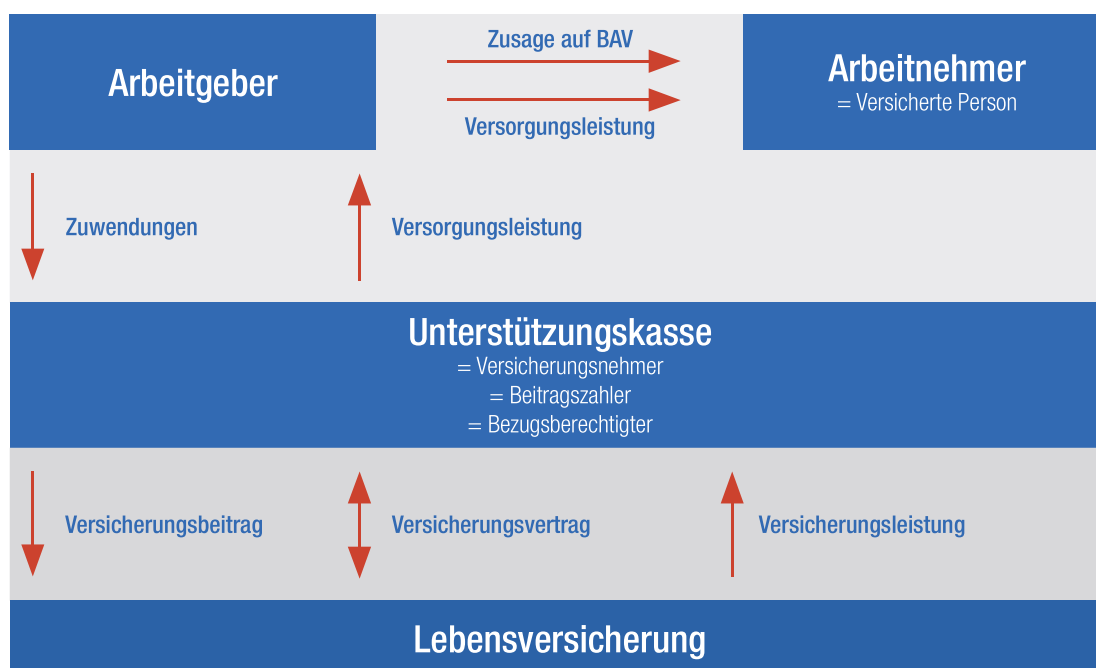 Arbeitgeber
Zusage auf BAV
Versorgungsleistung
Arbeitnehmer
= Versicherte Person
Zuwendungen
Versorgungsleistung
Unterstützungskasse
= Versicherungsnehmer
= Beitragszahler
= Bezugsberechtigter
Versicherungsbeitrag
Versicherungsvertrag
Versicherungsleistung
Lebensversicherung